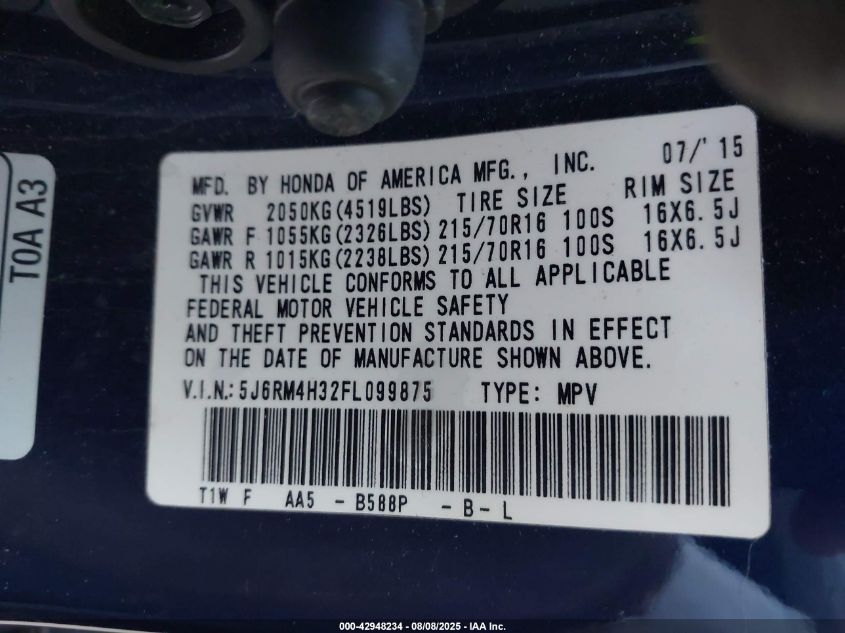 MFD. BY HONDA OF AMERICA MFG., INC. 07/'15
GVWR 2050KG(4519LBS) TIRE SIZE RIM SIZE
GAWR F 1055KG(2326LBS) 215/70R16 100S 16X6.5J
GAWR R 1015KG(2238LBS) 215/70R16 100S 16X6.5J
THIS VEHICLE CONFORMS TO ALL APPLICABLE
FEDERAL MOTOR VEHICLE SAFETY
AND THEFT PREVENTION STANDARDS IN EFFECT
ON THE DATE OF MANUFACTURE SHOWN ABOVE.
V.I.N.: 5J6RM4H32FL099875 TYPE: MPV
T1W F AA5 - B588P - B - L
T0A A3
000-42948234 - 08/08/2025 - IAA Inc.